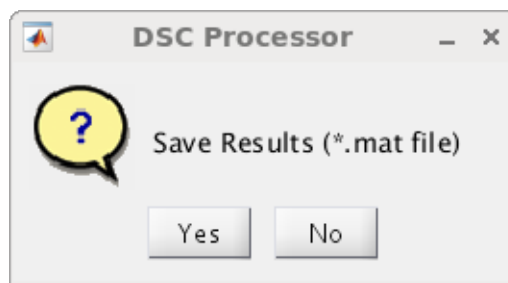 DSC Processor
?
Save Results (*.mat file)
Yes No